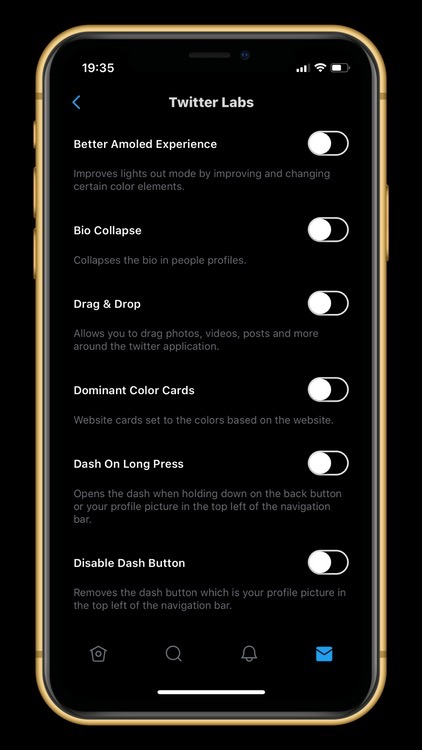 19:35
Twitter Labs
Better Amoled Experience
Improves lights out mode by improving and changing
certain color elements.
Bio Collapse
Collapses the bio in people profiles.
Drag & Drop
Allows you to drag photos, videos, posts and more
around the twitter application.
Dominant Color Cards
Website cards set to the colors based on the website.
Dash On Long Press
Opens the dash when holding down on the back button
or your profile picture in the top left of the navigation
bar.
Disable Dash Button
Removes the dash button which is your profile picture in
the top left of the navigation bar.